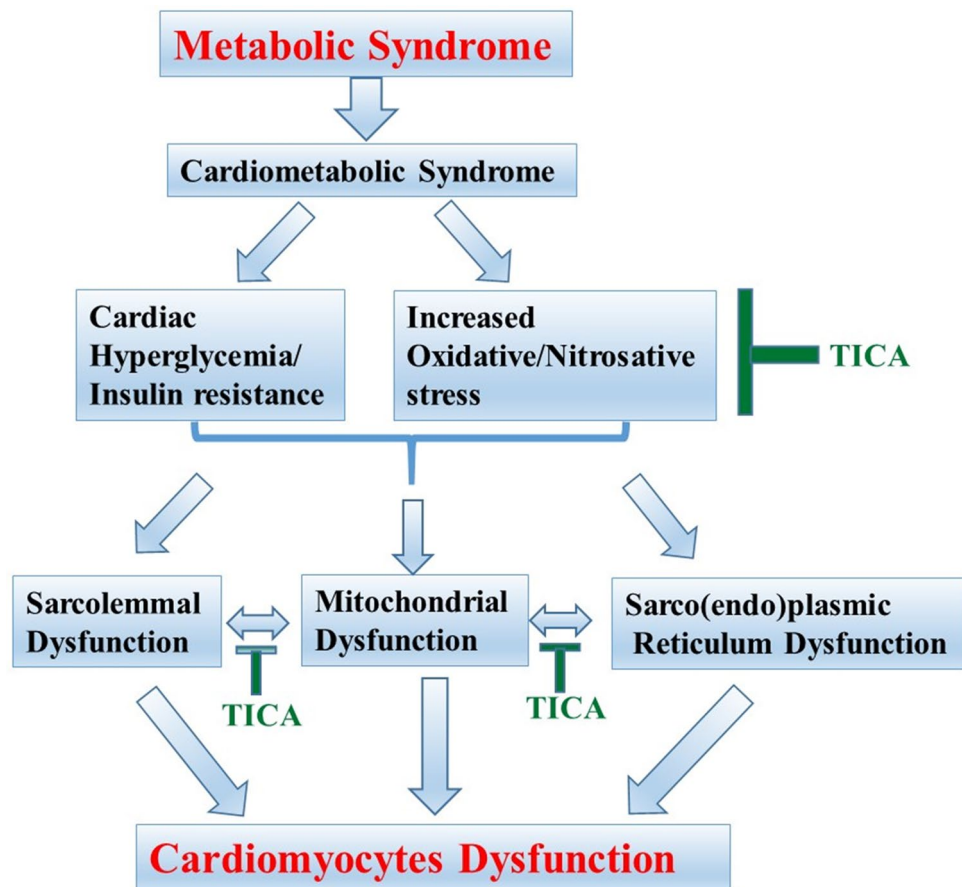 Metabolic Syndrome
Cardiometabolic Syndrome
Cardiac
Hyperglycemia/
Insulin resistance
Increased
Oxidative/Nitrosative
stress
TICA
Sarcolemmal
Dysfunction
Mitochondrial
Dysfunction
Sarco(endo)plasmic
Reticulum Dysfunction
TICA
TICA
Cardiomyocytes Dysfunction